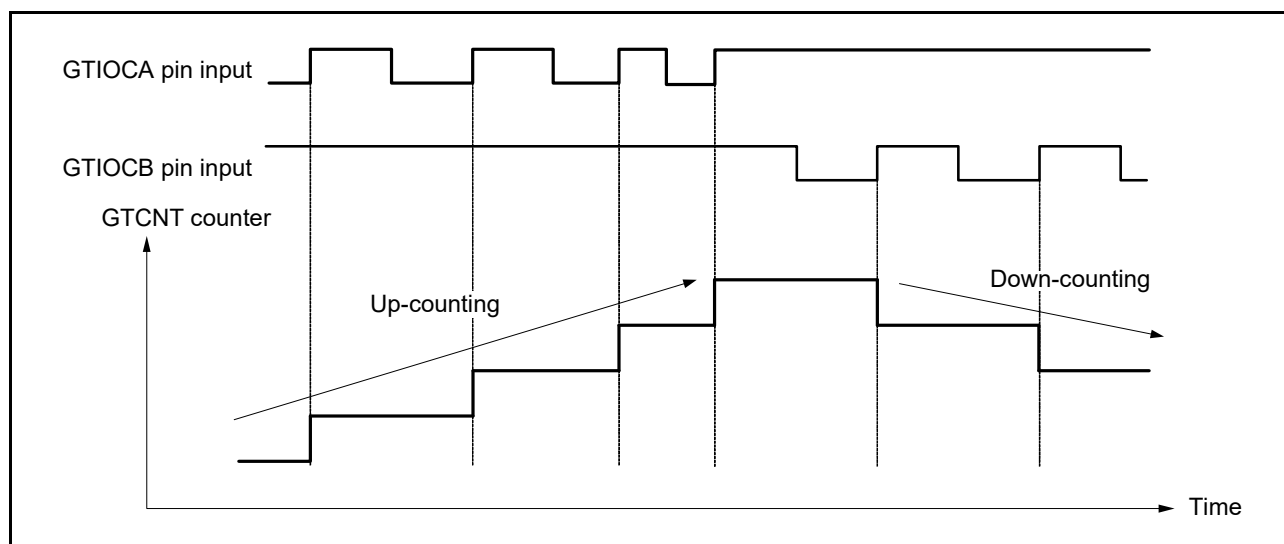 GTIOCA pin input
GTIOCB pin input
GTCNT counter
Up-counting
Down-counting
Time